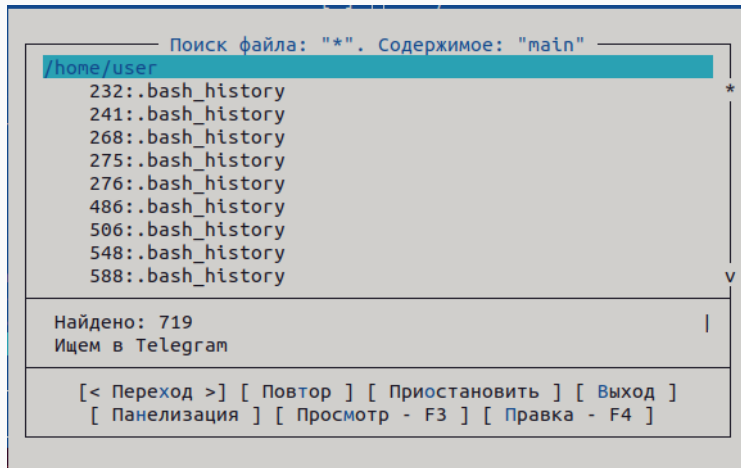 Поиск файла: "*". Содержимое: "main"
/home/user
232:.bash_history
241:.bash_history
268:.bash_history
275:.bash_history
276:.bash_history
486:.bash_history
506:.bash_history
548:.bash_history
588:.bash_history
Найдено: 719
Ищем в Telegram
[< Переход >] [ Повтор ] [ Приостановить ] [ Выход ]
[ Панелизация ] [ Просмотр - F3 ] [ Правка - F4 ]